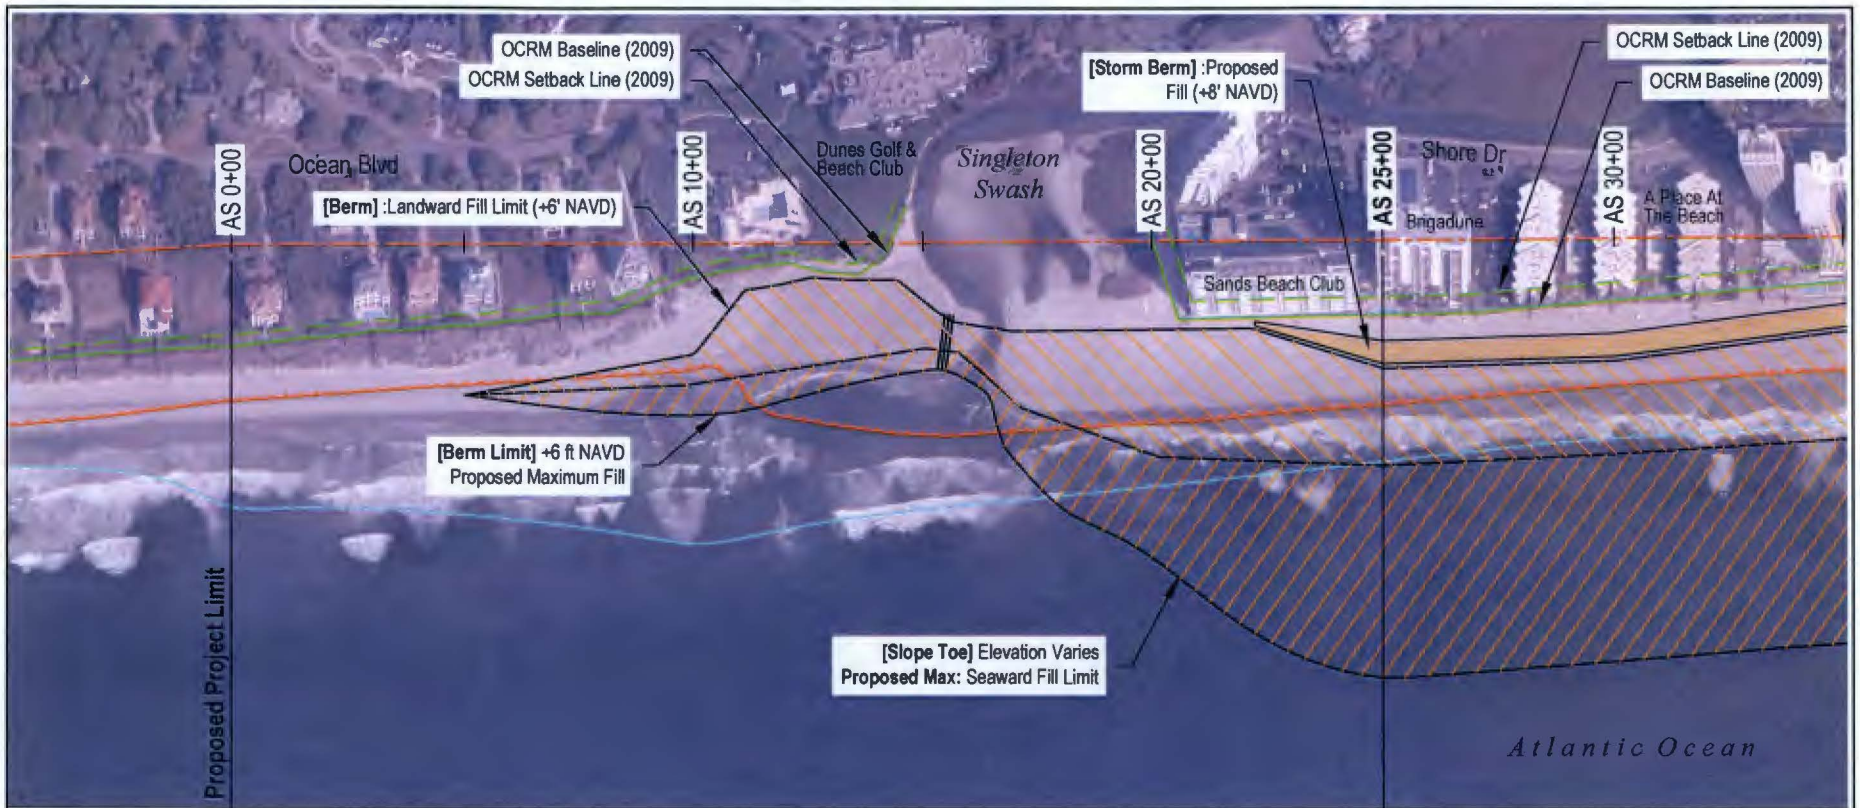 OCRM Baseline (2009)
OCRM Setback Line (2009)
[Storm Berm] :Proposed
Fill (+8' NAVD)
OCRM Setback Line (2009)
OCRM Baseline (2009)
Ocean Blvd
AS 0+00
[Berm] :Landward Fill Limit (+6' NAVD)
AS 10+00
Dunes Golf &
Beach Club
Singleton
Swash
AS 20+00
AS 25+00
Shore Dr
Brigadune
AS 30+00
A Place At
The Beach
Sands Beach Club
[Berm Limit] +6 ft NAVD
Proposed Maximum Fill
[Slope Toe] Elevation Varies
Proposed Max: Seaward Fill Limit
Proposed Project Limit
Atlantic Ocean